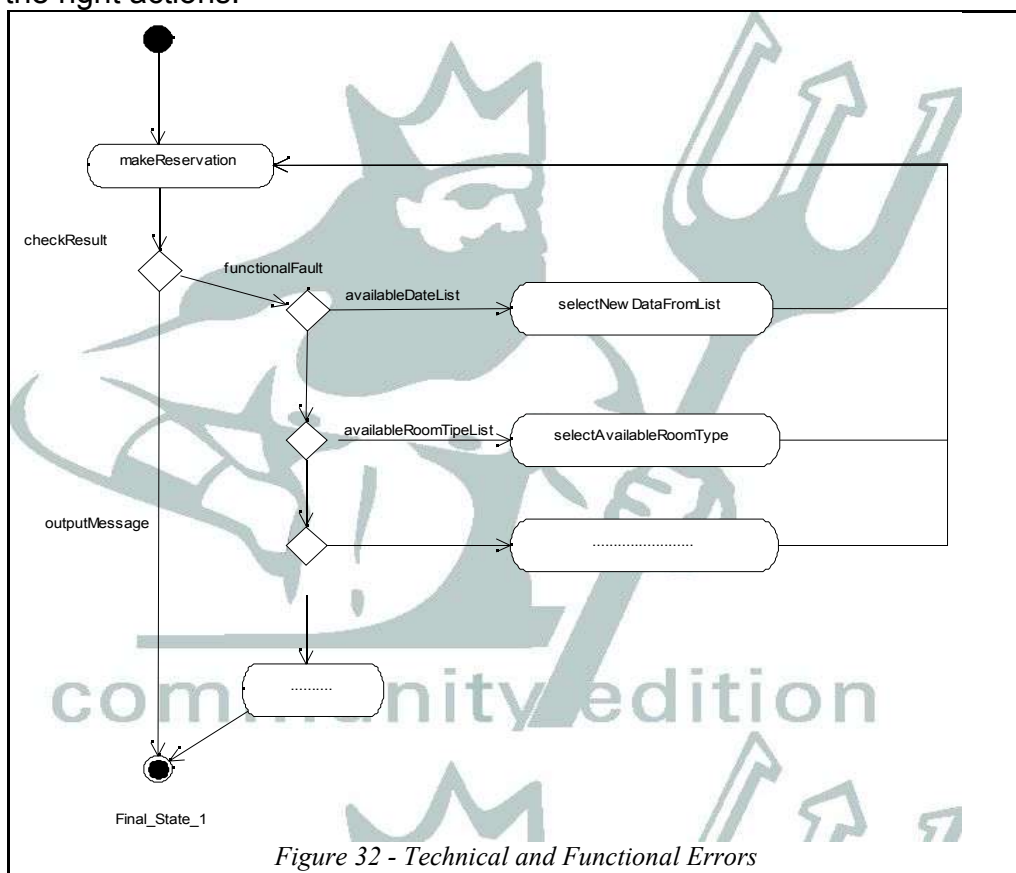 the right actions.
makeReservation
checkResult
functionalFault
availableDateList
selectNew DataFromList
availableRoomTipeList
selectAvailableRoomType
outputMessage
........................
..........
community edition
Final_State_1
Figure 32 - Technical and Functional Errors